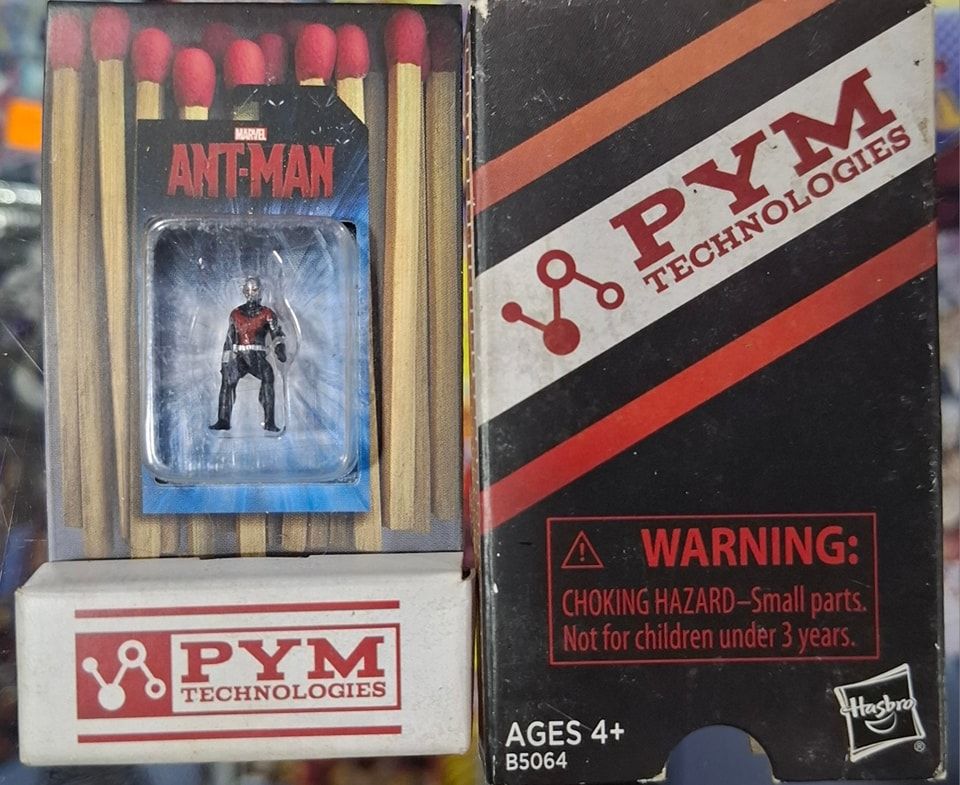 MARVEL
ANT-MAN
PYM
TECHNOLOGIES
PYM
TECHNOLOGIES
WARNING:
CHOKING HAZARD–Small parts.
Not for children under 3 years.
AGES 4+
B5064
Hasbro
®